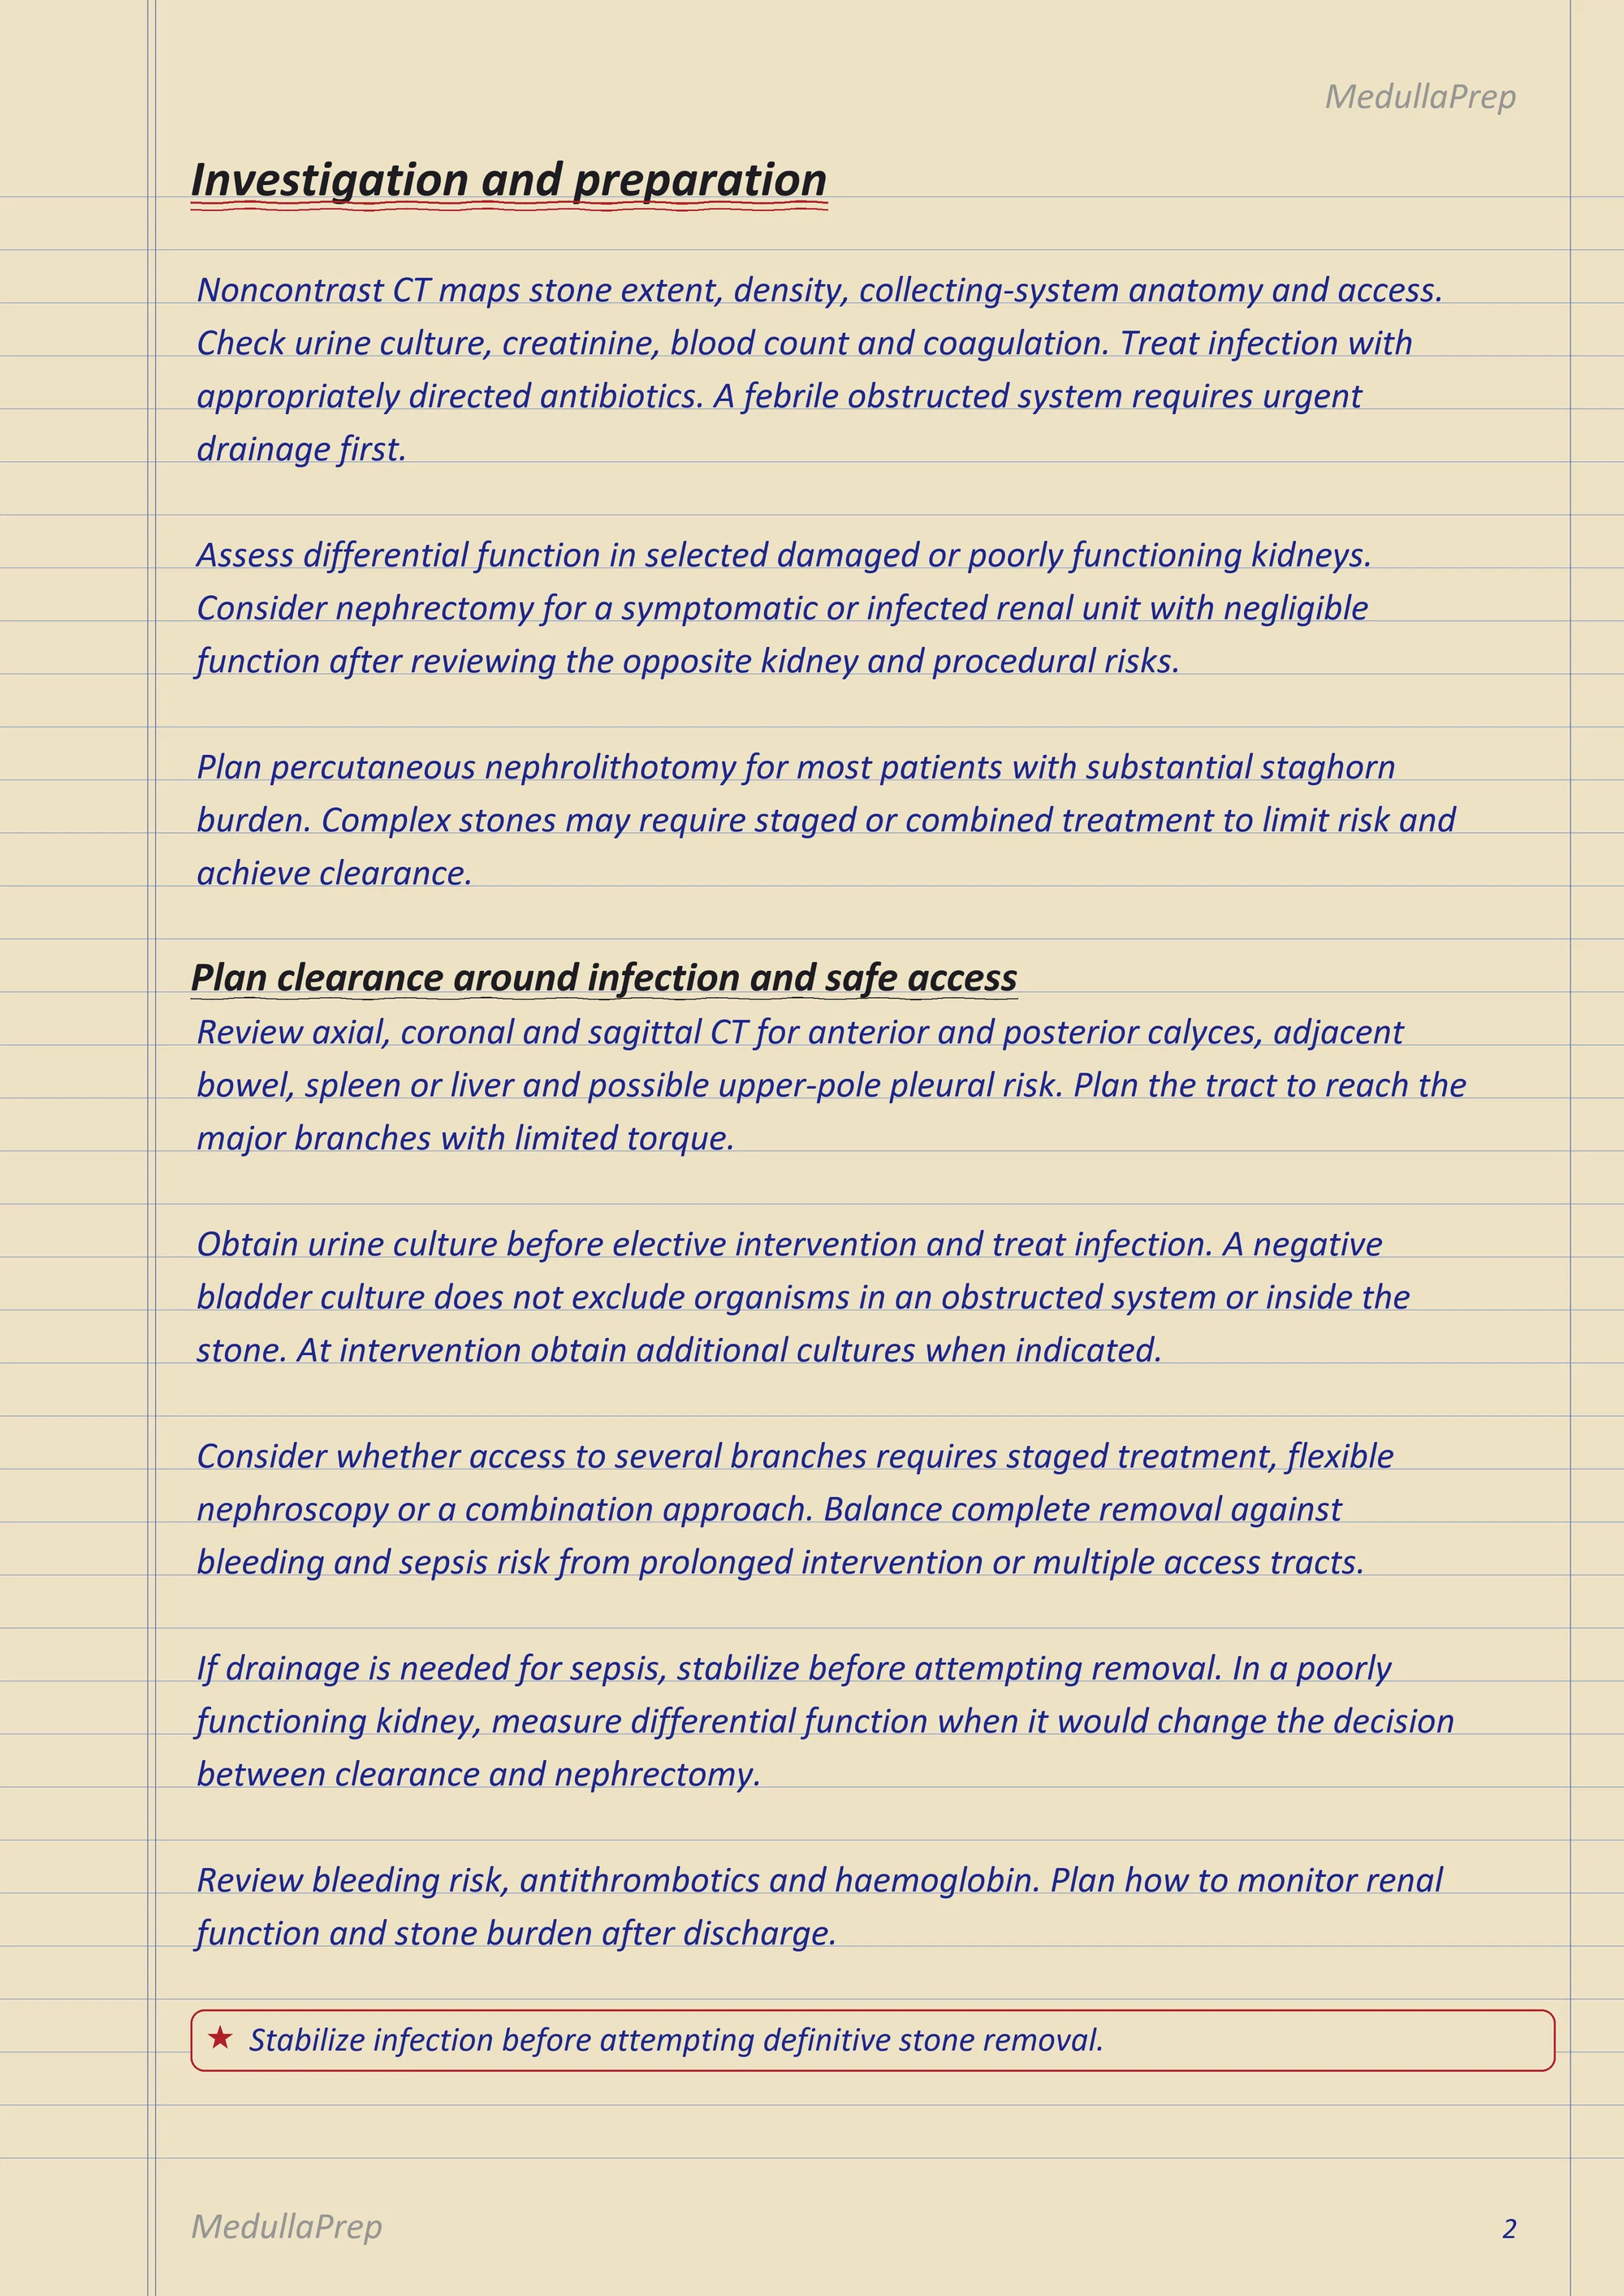 MedullaPrep
Investigation and preparation
Noncontrast CT maps stone extent, density, collecting-system anatomy and access.
Check urine culture, creatinine, blood count and coagulation. Treat infection with
appropriately directed antibiotics. A febrile obstructed system requires urgent
drainage first.
Assess differential function in selected damaged or poorly functioning kidneys.
Consider nephrectomy for a symptomatic or infected renal unit with negligible
function after reviewing the opposite kidney and procedural risks.
Plan percutaneous nephrolithotomy for most patients with substantial staghorn
burden. Complex stones may require staged or combined treatment to limit risk and
achieve clearance.
Plan clearance around infection and safe access
Review axial, coronal and sagittal CT for anterior and posterior calyces, adjacent
bowel, spleen or liver and possible upper-pole pleural risk. Plan the tract to reach the
major branches with limited torque.
Obtain urine culture before elective intervention and treat infection. A negative
bladder culture does not exclude organisms in an obstructed system or inside the
stone. At intervention obtain additional cultures when indicated.
Consider whether access to several branches requires staged treatment, flexible
nephroscopy or a combination approach. Balance complete removal against
bleeding and sepsis risk from prolonged intervention or multiple access tracts.
If drainage is needed for sepsis, stabilize before attempting removal. In a poorly
functioning kidney, measure differential function when it would change the decision
between clearance and nephrectomy.
Review bleeding risk, antithrombotics and haemoglobin. Plan how to monitor renal
function and stone burden after discharge.
★ Stabilize infection before attempting definitive stone removal.
MedullaPrep
2